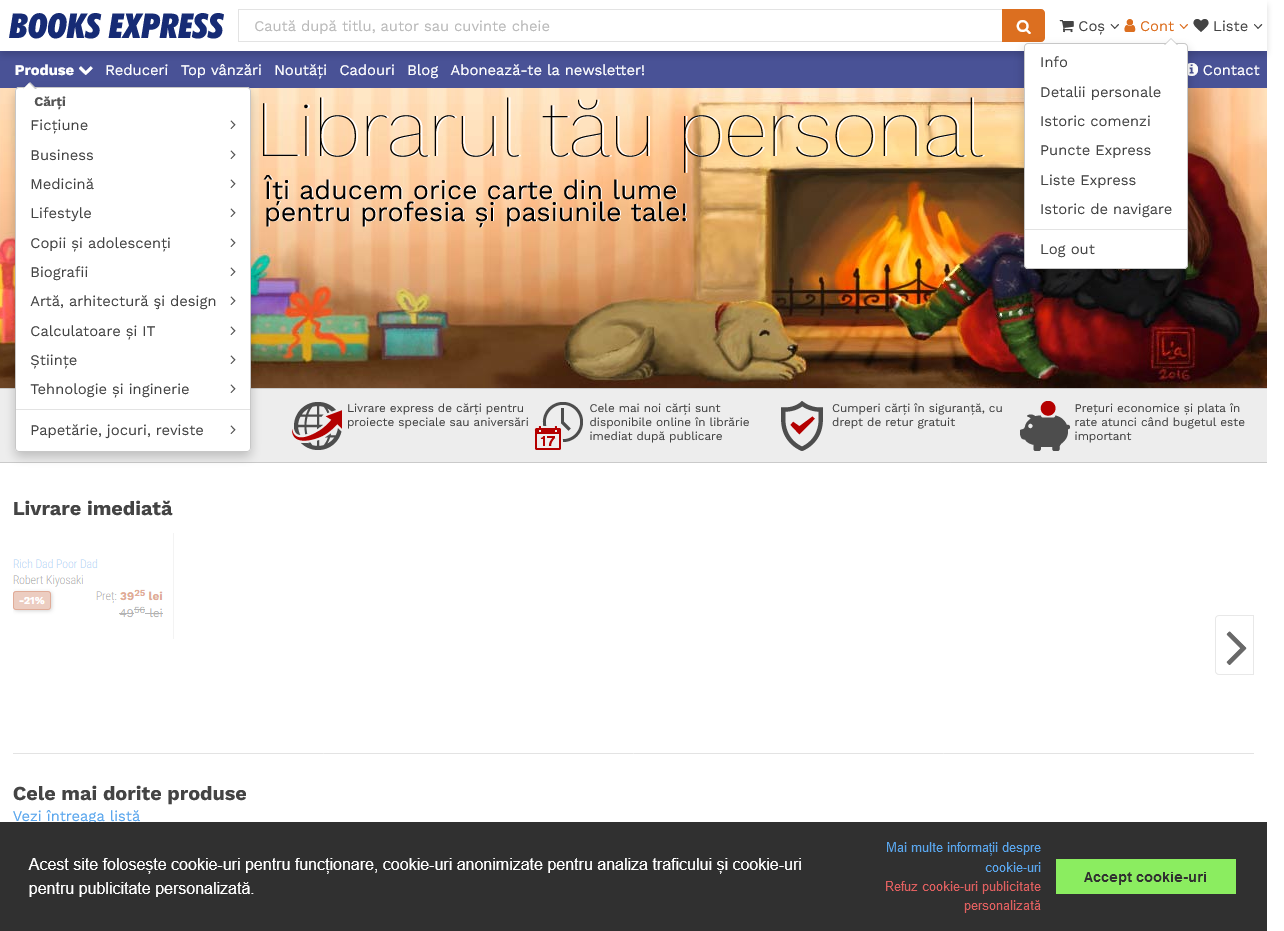 BOOKS EXPRESS
Caută după titlu, autor sau cuvinte cheie
Coș
Cont
Liste
Produse
Reduceri
Top vânzări
Noutăți
Cadouri
Blog
Abonează-te la newsletter!
Contact
Info
Detalii personale
Istoric comenzi
Puncte Express
Liste Express
Istoric de navigare
Log out
Cărți
Ficțiune
Business
Medicină
Lifestyle
Copii și adolescenți
Biografii
Artă, arhitectură şi design
Calculatoare și IT
Științe
Tehnologie și inginerie
Papetărie, jocuri, reviste
Librarul tău personal
Îți aducem orice carte din lume
pentru profesia și pasiunile tale!
L'a
2016
Livrare express de cărți pentru
proiecte speciale sau aniversări
17
Cele mai noi cărți sunt
disponibile online în librărie
imediat după publicare
Cumperi cărți în siguranță, cu
drept de retur gratuit
Prețuri economice și plata în
rate atunci când bugetul este
important
Livrare imediată
Rich Dad Poor Dad
Robert Kiyosaki
-21%
Preț: 3925 lei
4956 lei
Cele mai dorite produse
Vezi întreaga listă
Acest site folosește cookie-uri pentru funcționare, cookie-uri anonimizate pentru analiza traficului și cookie-uri
pentru publicitate personalizată.
Mai multe informații despre
cookie-uri
Refuz cookie-uri publicitate
personalizată
Accept cookie-uri